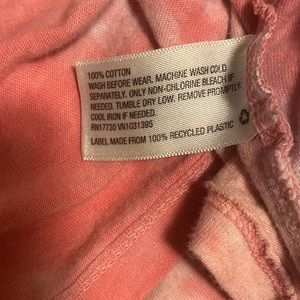 100% COTTON
WASH BEFORE WEAR. MACHINE WASH COLD
SEPARATELY. ONLY NON-CHLORINE BLEACH IF
NEEDED. TUMBLE DRY LOW. REMOVE PROMPTLY.
COOL IRON IF NEEDED.
RN17730 VN1031395
LABEL MADE FROM 100% RECYCLED PLASTIC